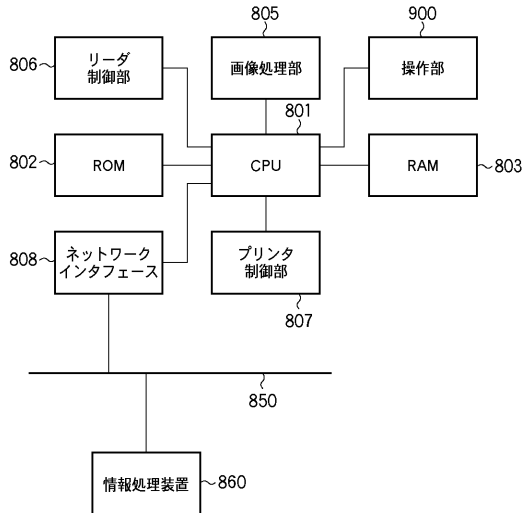 805
900
806
リーダ
制御部
画像処理部
操作部
801
802
ROM
CPU
RAM
803
808
ネットワーク
インタフェース
プリンタ
制御部
807
850
情報処理装置
860